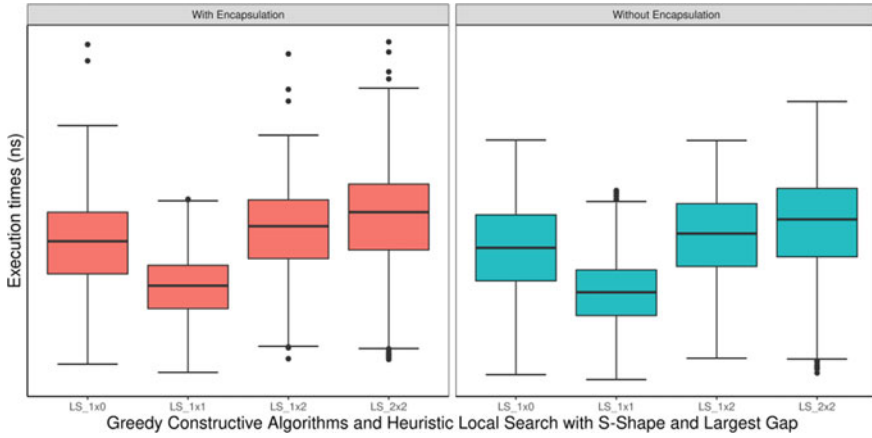 With Encapsulation
Without Encapsulation
Execution times (ns)
LS_1x0
LS_1x1
LS_1x2
LS_2x2
LS_1x0
LS_1x1
LS_1x2
LS_2x2
Greedy Constructive Algorithms and Heuristic Local Search with S-Shape and Largest Gap